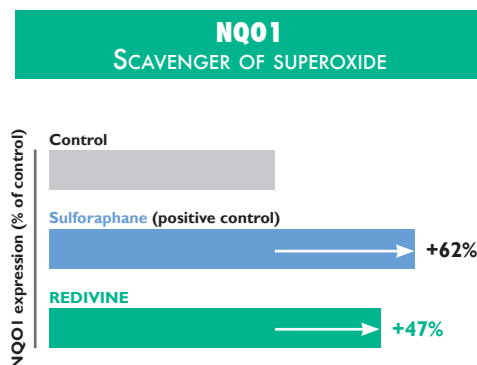 NQO1
SCAVENGER OF SUPEROXIDE
NQO1 expression (% of control)
Control
Sulforaphane (positive control)
+62%
REDIVINE
+47%